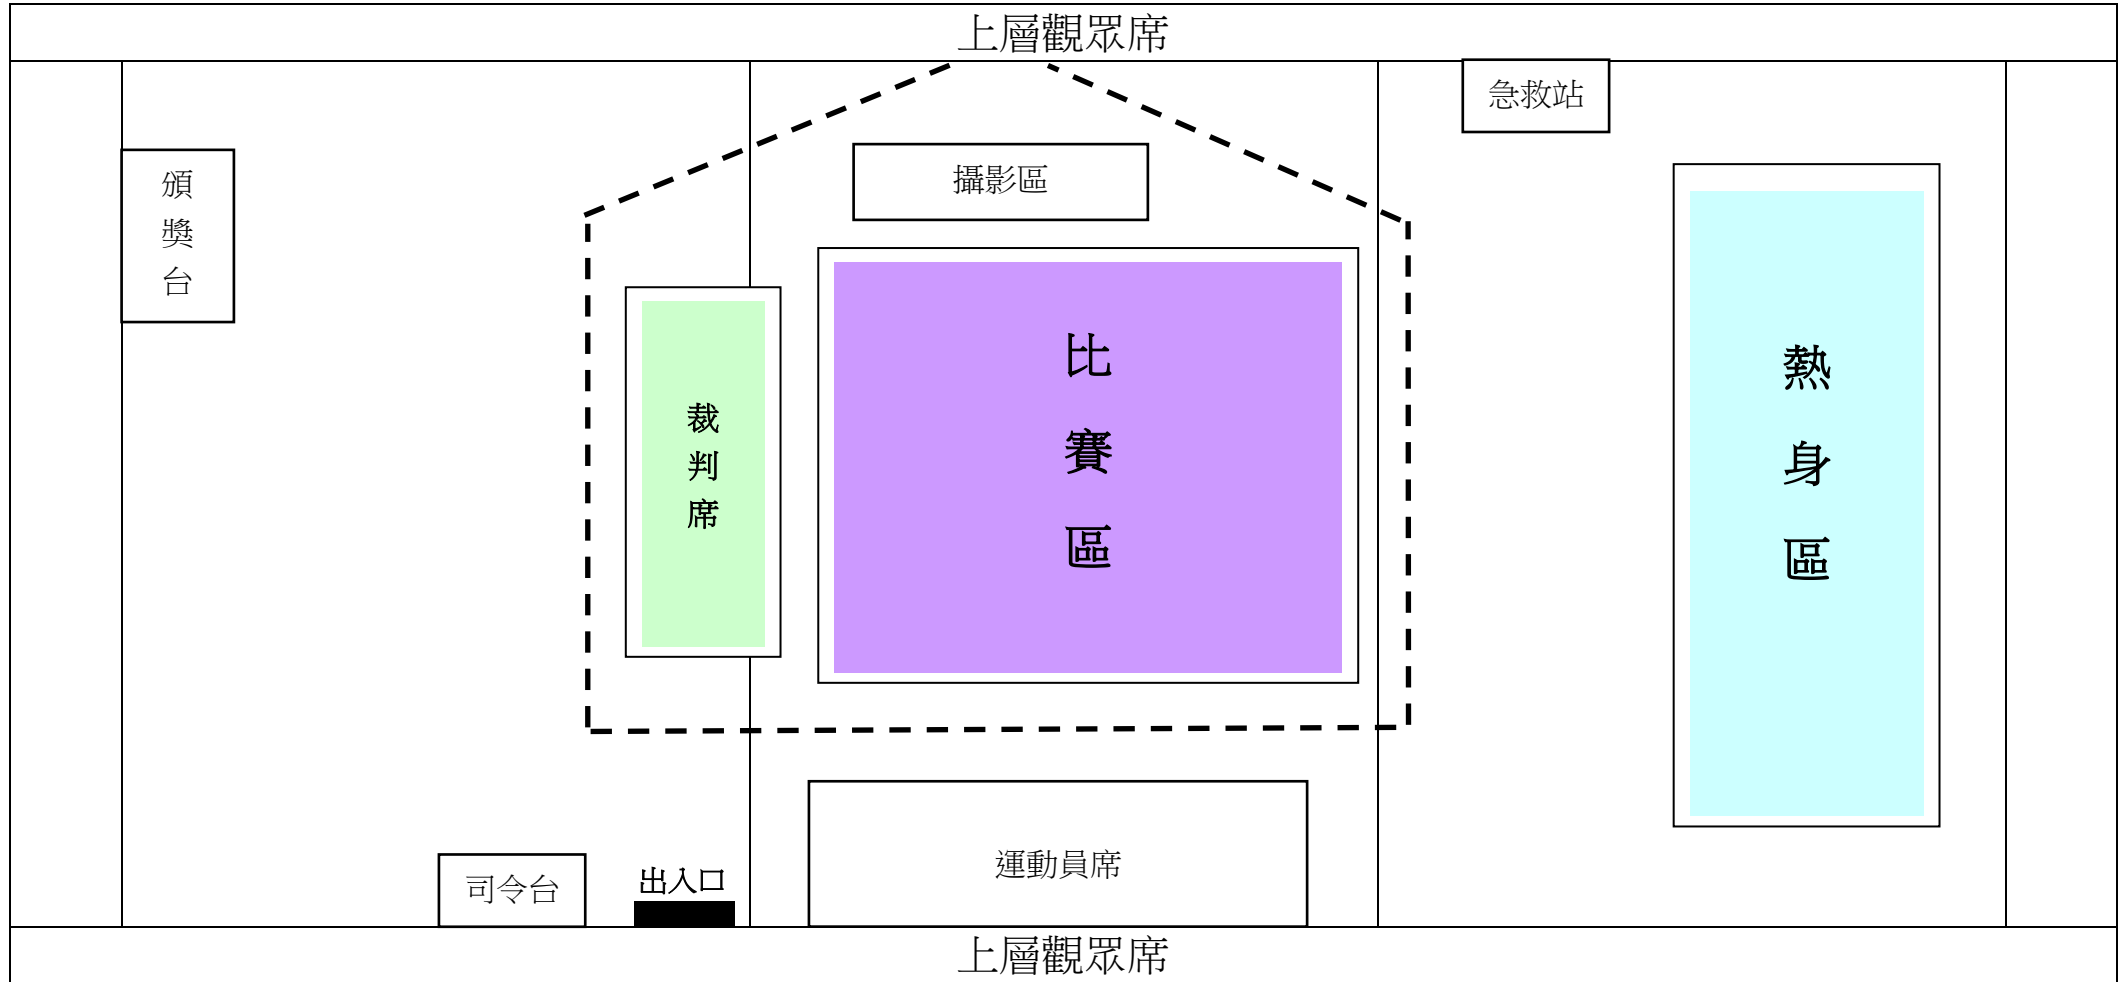 上層觀眾席
急救站
攝影區
頒
獎
台
比
賽
區
熱
身
區
裁
判
席
運動員席
司令台
出入口
上層觀眾席